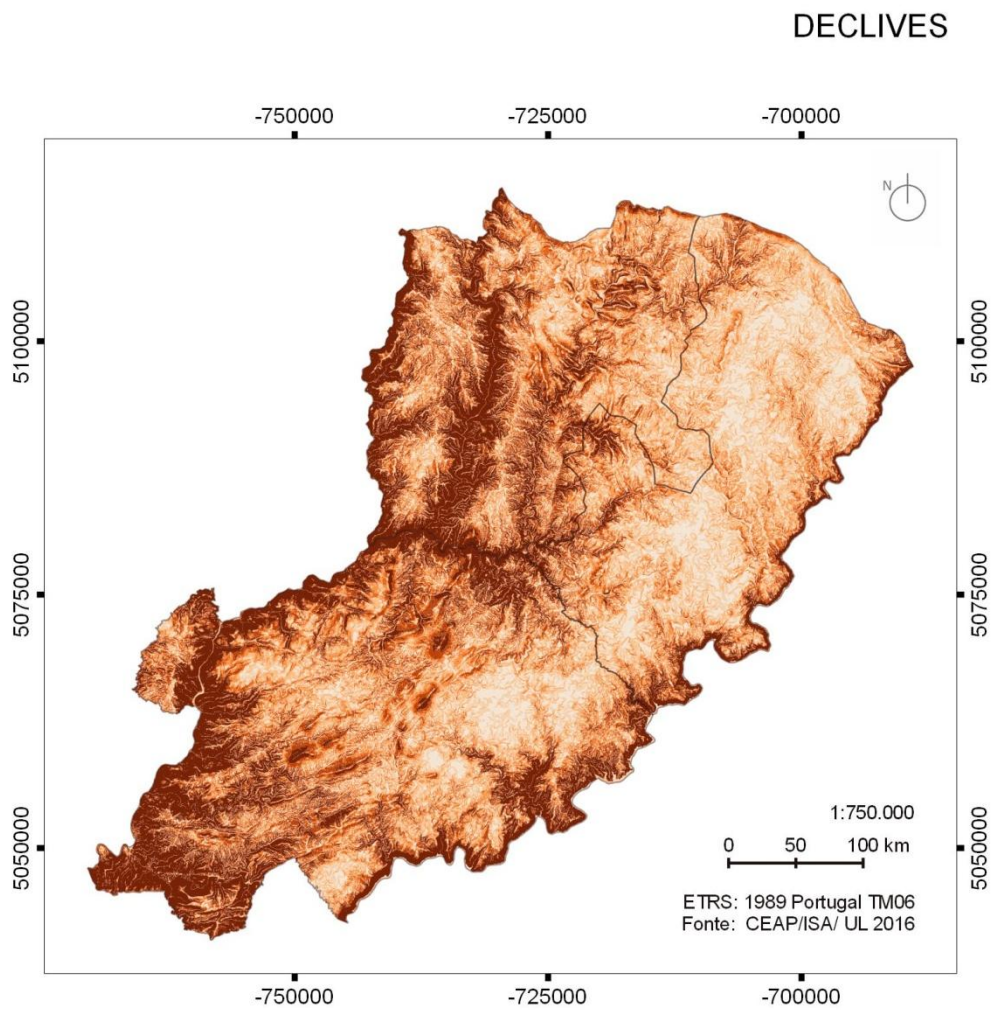 DECLIVES
-750000 -725000 -700000
N
5100000 5100000
5075000 5075000
1:750.000
0 50 100 km
5050000 5050000
ETRS: 1989 Portugal TM06
Fonte: CEAP/ISA/ UL 2016
-750000 -725000 -700000